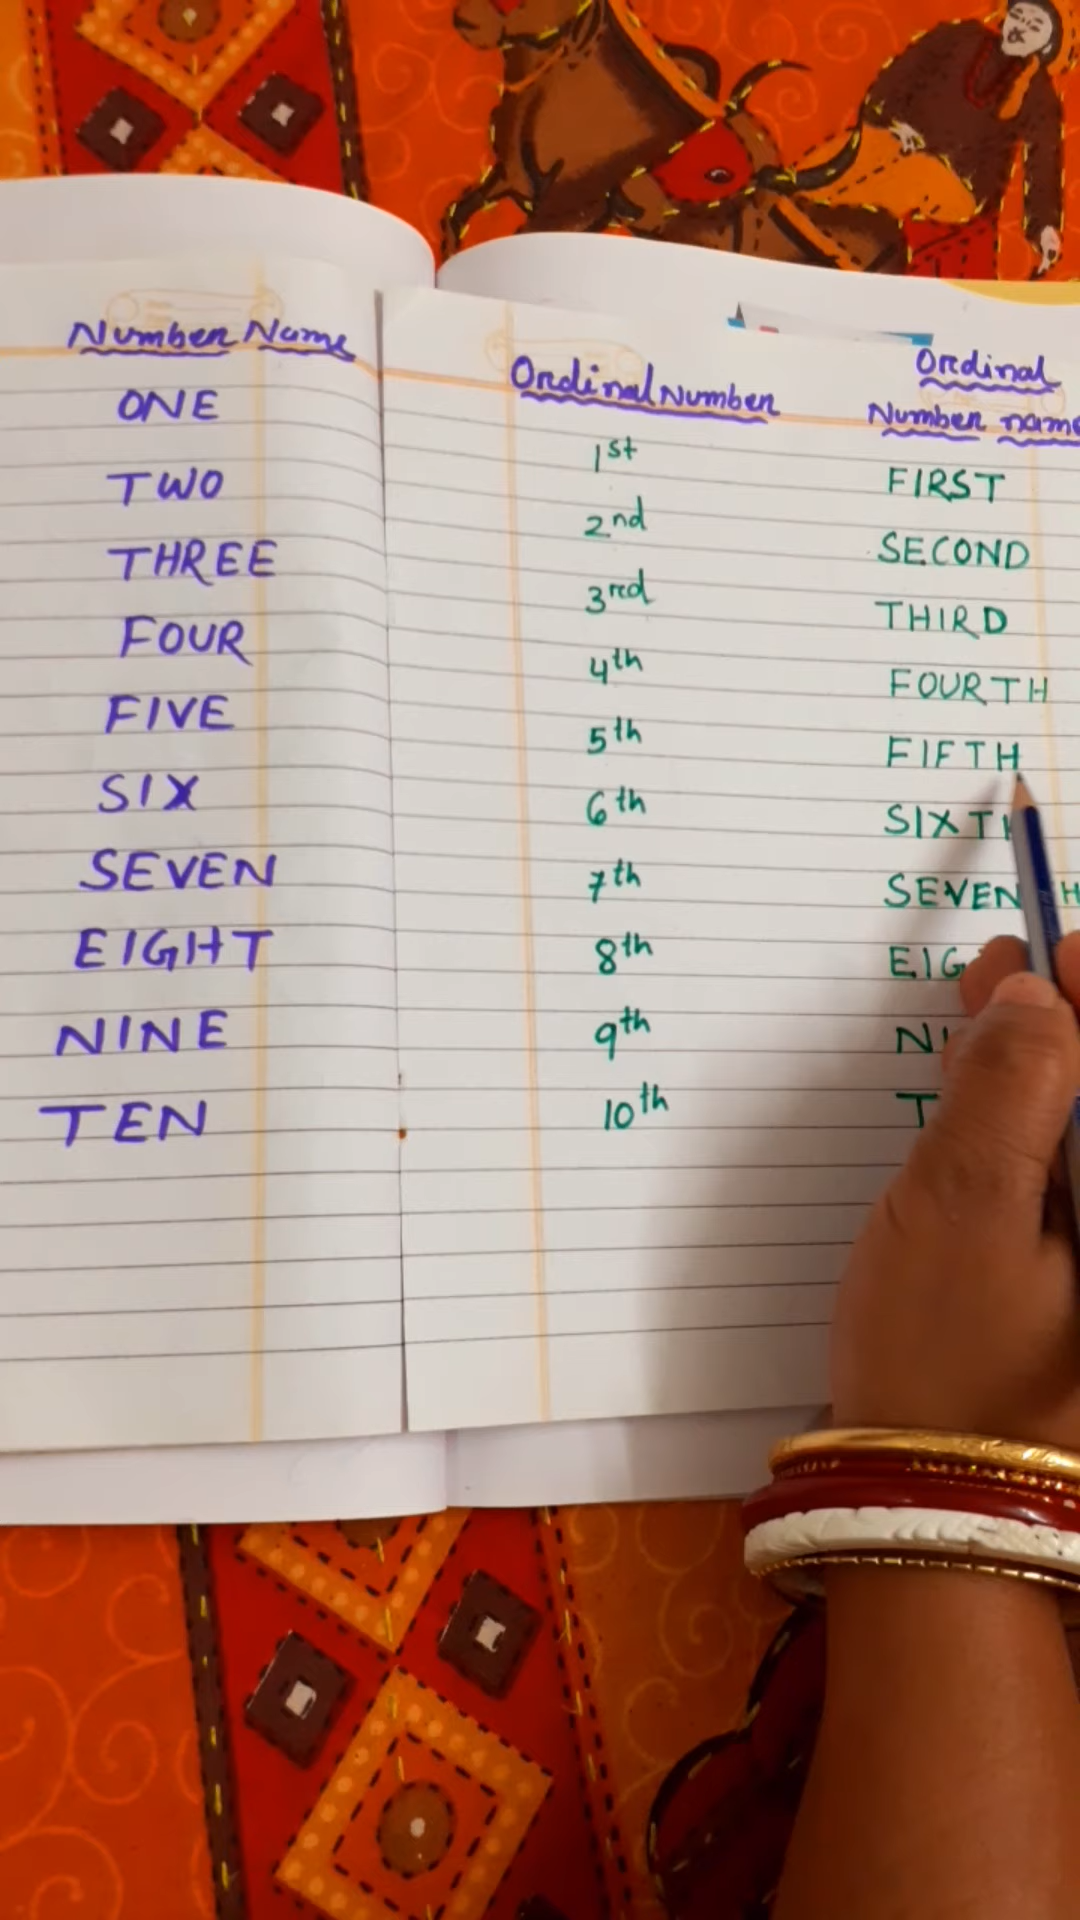 Number Name
ONE
TWO
THREE
FOUR
FIVE
SIX
SEVEN
EIGHT
NINE
TEN
Ordinal Number
1st
2nd
3rd
4th
5th
6th
7th
8th
9th
10th
Ordinal
Number name
FIRST
SECOND
THIRD
FOURTH
FIFTH